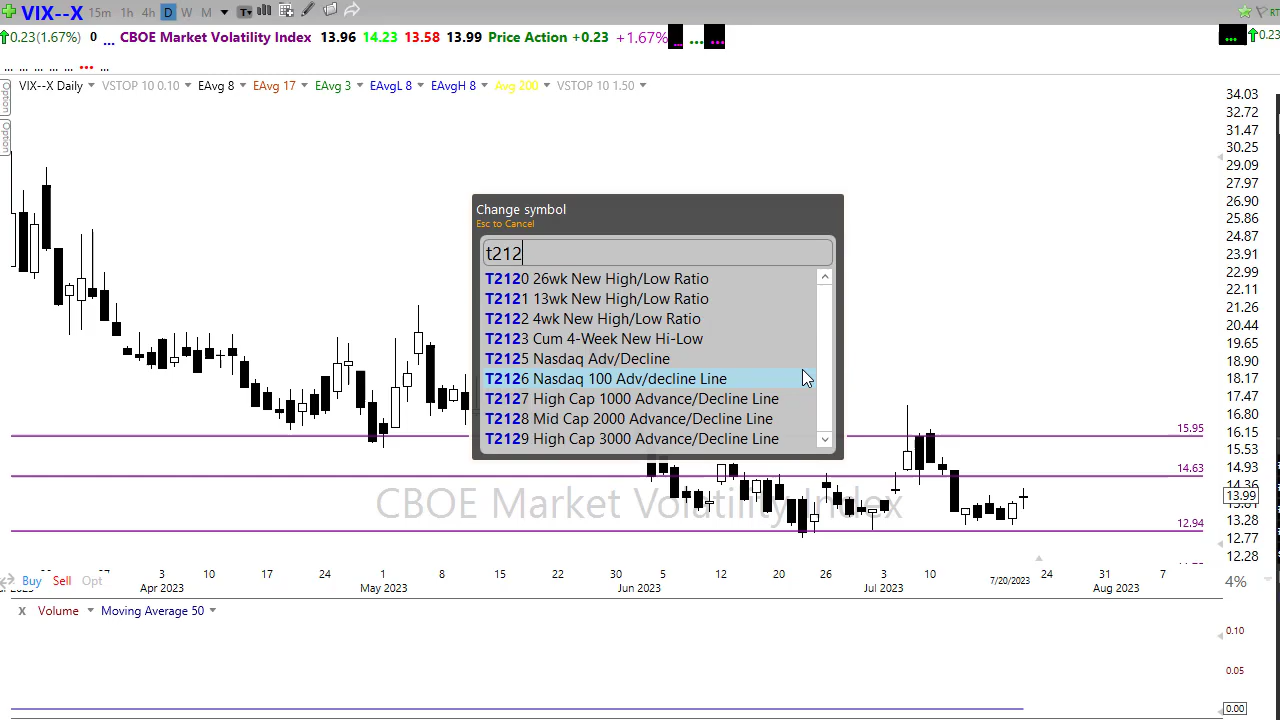 VIX--X 15m 1h 4h D W M T RT
0.23(1.67%) 0 ... CBOE Market Volatility Index 13.96 14.23 13.58 13.99 Price Action +0.23 +1.67% ... ... ... ... 0.23
... ... ... ... ... ...
VIX--X Daily VSTOP 10 0.10 EAvg 8 EAvg 17 EAvg 3 EAvgL 8 EAvgH 8 Avg 200 VSTOP 10 1.50
Option
Option
34.03
32.72
31.47
30.25
29.09
27.97
26.90
25.86
24.87
23.91
22.99
22.11
21.26
20.44
19.65
18.90
18.17
17.47
16.80
16.15
15.53
14.93
14.36
13.99
13.28
12.77
12.28
Change symbol
Esc to Cancel
t212
T2120 26wk New High/Low Ratio
T2121 13wk New High/Low Ratio
T2122 4wk New High/Low Ratio
T2123 Cum 4-Week New Hi-Low
T2125 Nasdaq Adv/Decline
T2126 Nasdaq 100 Adv/decline Line
T2127 High Cap 1000 Advance/Decline Line
T2128 Mid Cap 2000 Advance/Decline Line
T2129 High Cap 3000 Advance/Decline Line
15.95
14.63
12.94
CBOE Market Volatility Index
Buy Sell Opt
3 10 17 24 1 8 15 22 30 5 12 20 26 3 10 7/20/2023 24 31 7
Apr 2023 May 2023 Jun 2023 Jul 2023 Aug 2023
4%
x Volume Moving Average 50
0.10
0.05
0.00